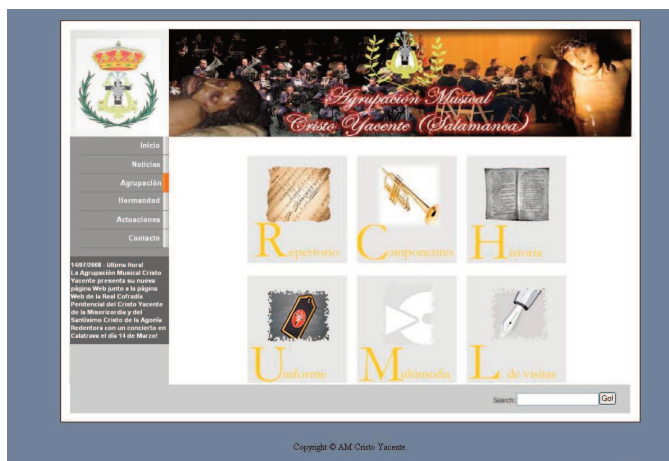 Agrupación Musical
Cristo Yacente (Salamanca)
Inicio
Noticias
Agrupación
Hermandad
Actuaciones
Contacto
14/07/2008 - Ultima Hora!
La Agrupación Musical Cristo
Yacente presenta su nueva
página Web junto a la página
Web de la Real Cofradía
Penitencial del Cristo Yacente
de la Misericordia y del
Santísimo Cristo de la Agonía
Redentora con un concierto en
Calatrava el día 14 de Marzo!
Repertorio
Componentes
Historia
Uniforme
Multimedia
L. de visitas
Search:
Go!
Copyright © AM Cristo Yacente.